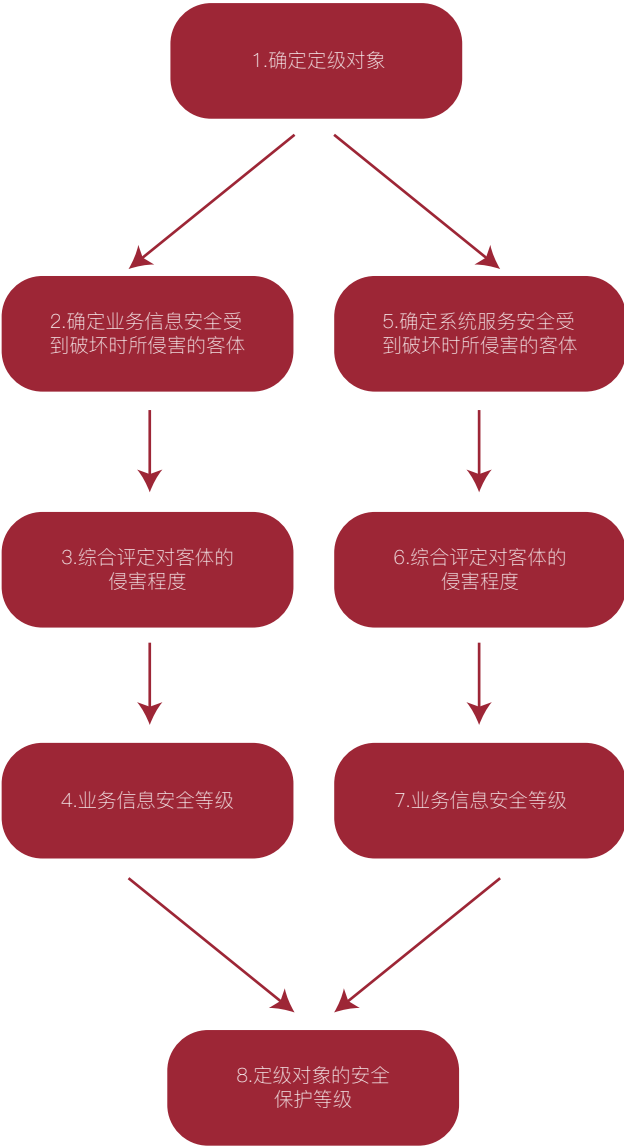 1.确定定级对象
2.确定业务信息安全受
到破坏时所侵害的客体
5.确定系统服务安全受
到破坏时所侵害的客体
3.综合评定对客体的
侵害程度
6.综合评定对客体的
侵害程度
4.业务信息安全等级
7.业务信息安全等级
8.定级对象的安全
保护等级